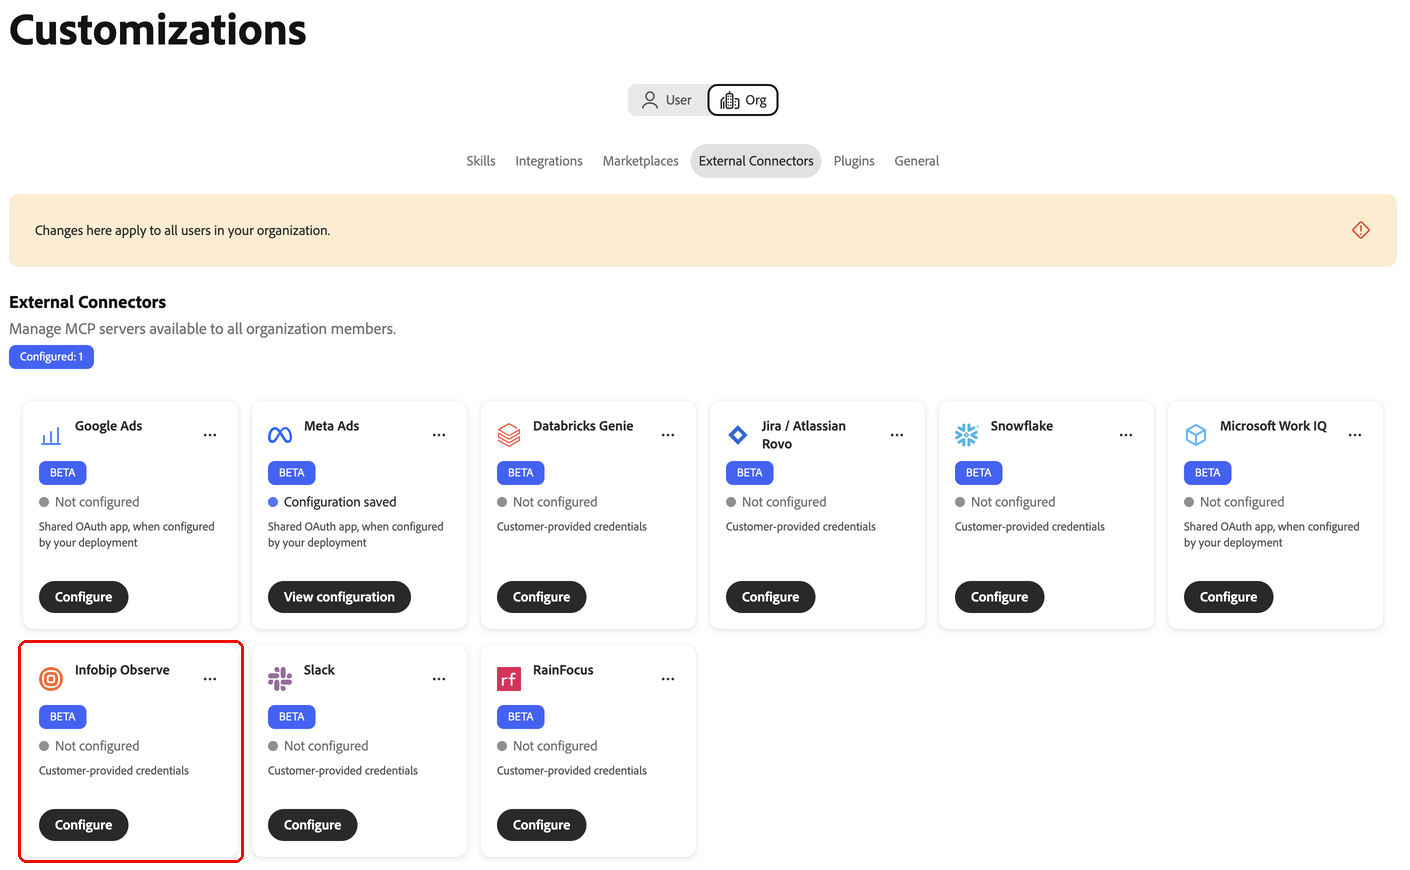 Customizations
User
Org
Skills
Integrations
Marketplaces
External Connectors
Plugins
General
Changes here apply to all users in your organization.
External Connectors
Manage MCP servers available to all organization members.
Configured: 1
Google Ads
BETA
Not configured
Shared OAuth app, when configured
by your deployment
Configure
Meta Ads
BETA
Configuration saved
Shared OAuth app, when configured
by your deployment
View configuration
Databricks Genie
BETA
Not configured
Customer-provided credentials
Configure
Jira / Atlassian
Rovo
BETA
Not configured
Customer-provided credentials
Configure
Snowflake
BETA
Not configured
Customer-provided credentials
Configure
Microsoft Work IQ
BETA
Not configured
Shared OAuth app, when configured
by your deployment
Configure
Infobip Observe
BETA
Not configured
Customer-provided credentials
Configure
Slack
BETA
Not configured
Customer-provided credentials
Configure
rf
RainFocus
BETA
Not configured
Customer-provided credentials
Configure